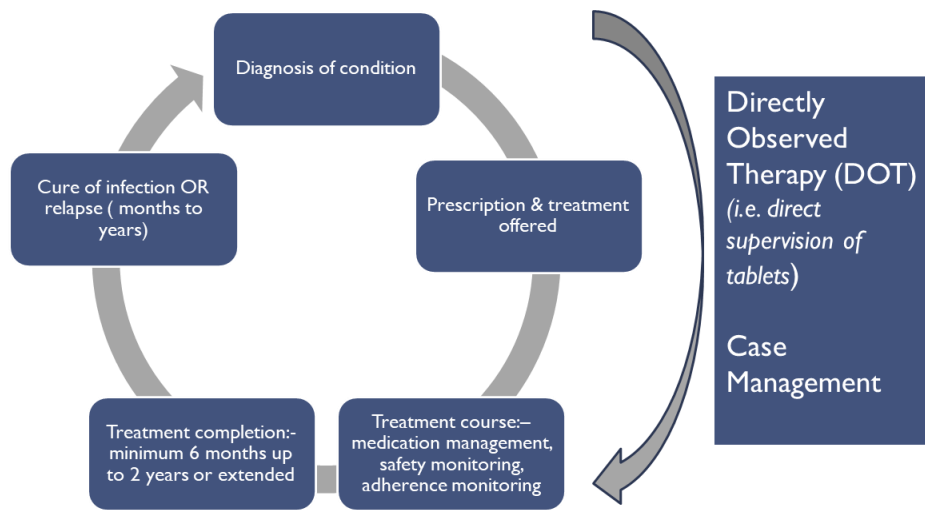 Diagnosis of condition
Prescription & treatment
offered
Treatment course:–
medication management,
safety monitoring,
adherence monitoring
Treatment completion:-
minimum 6 months up
to 2 years or extended
Cure of infection OR
relapse ( months to
years)
Directly
Observed
Therapy (DOT)
(i.e. direct
supervision of
tablets)
Case
Management